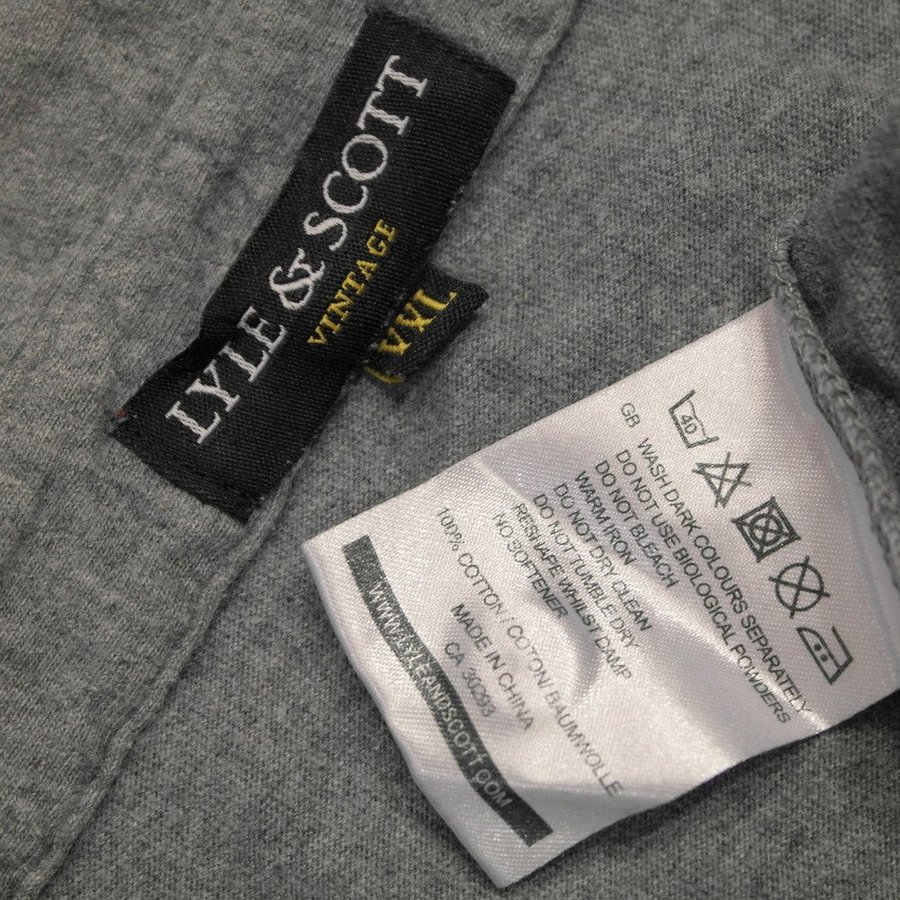 LYLE & SCOTT
VINTAGE
XXL
40
GB WASH DARK COLOURS SEPARATELY
DO NOT USE BIOLOGICAL POWDERS
DO NOT BLEACH
WARM IRON
DO NOT DRY CLEAN
DO NOT TUMBLE DRY
RESHAPE WHILST DAMP
NO SOFTENER
100% COTTON / COTON/ BAUMWOLLE
MADE IN CHINA
CA 30293
WWW.LYLEANDSCOTT.COM